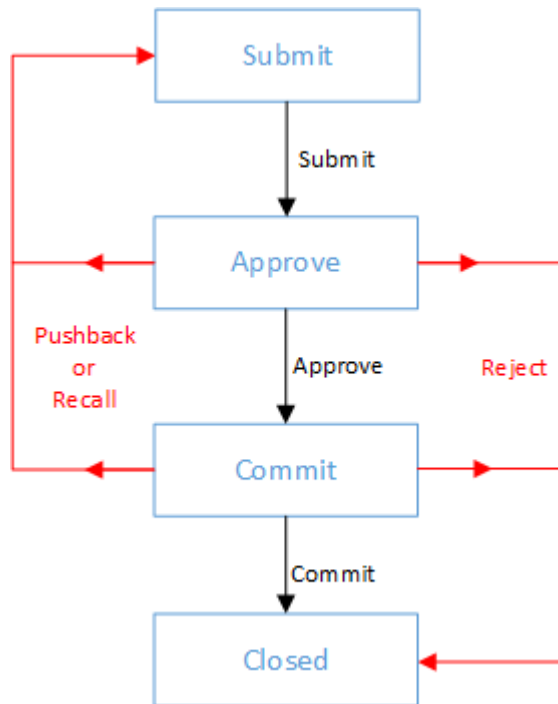 Submit
Submit
Approve
Pushback
or
Recall
Approve
Reject
Commit
Commit
Closed